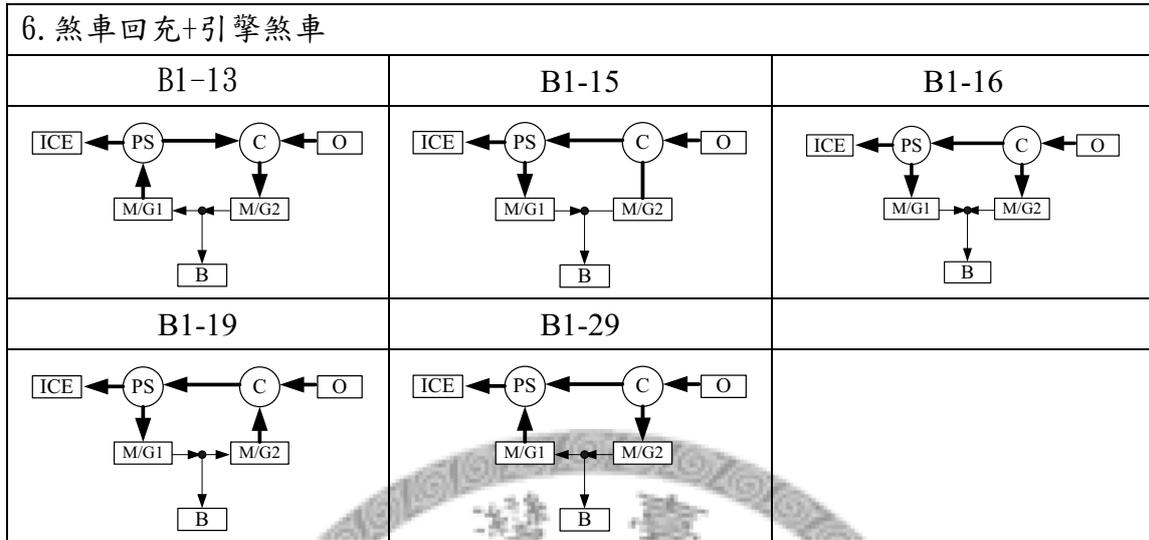 6.煞車回充+引擎煞車
B1-13 B1-15 B1-16
ICE PS C O ICE PS C O ICE PS C O
M/G1 M/G2 M/G1 M/G2 M/G1 M/G2
B B B
B1-19 B1-29
ICE PS C O ICE PS C O
M/G1 M/G2 M/G1 M/G2
B B